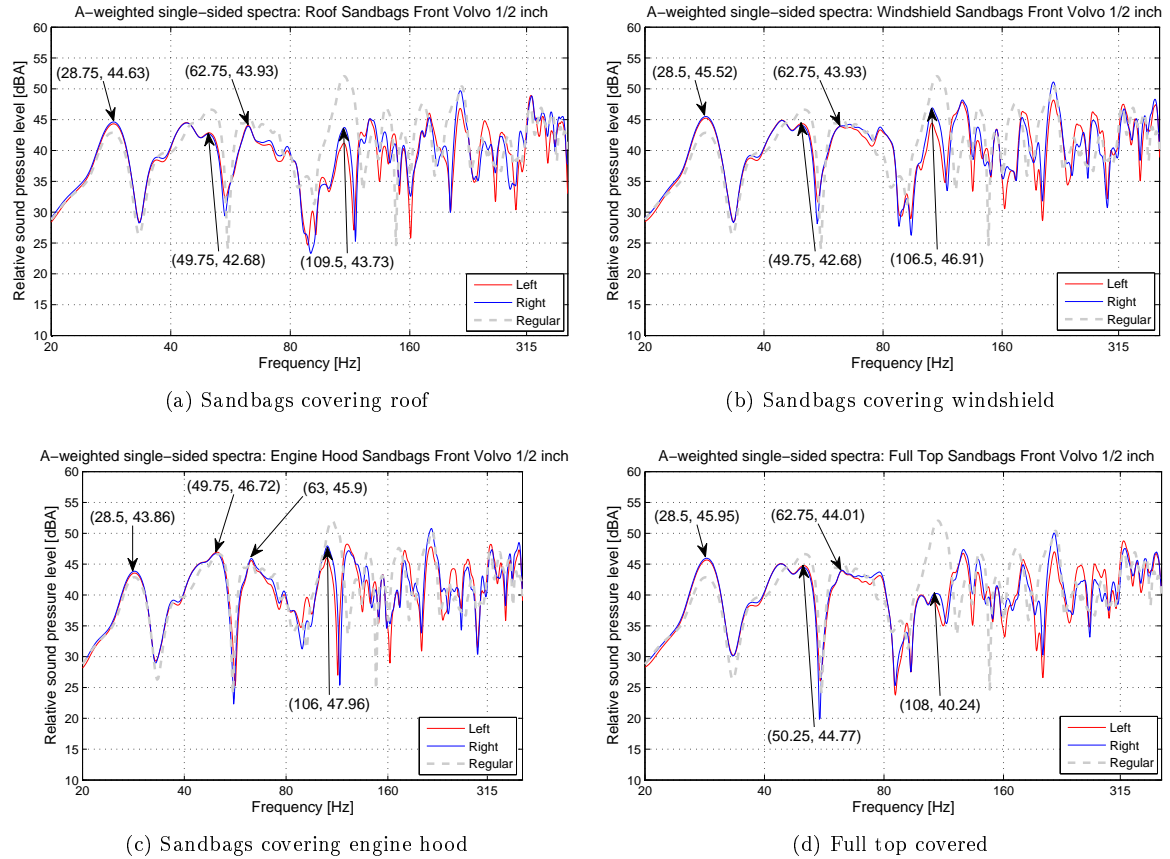 A-weighted single-sided spectra: Roof Sandbags Front Volvo 1/2 inch
Relative sound pressure level [dBA]
60
55
50
45
40
35
30
25
20
15
10
(28.75, 44.63)
(62.75, 43.93)
(49.75, 42.68)
(109.5, 43.73)
Left
Right
Regular
20 40 80 160 315
Frequency [Hz]
(a) Sandbags covering roof
A-weighted single-sided spectra: Windshield Sandbags Front Volvo 1/2 inch
Relative sound pressure level [dBA]
60
55
50
45
40
35
30
25
20
15
10
(28.5, 45.52)
(62.75, 43.93)
(49.75, 42.68)
(106.5, 46.91)
Left
Right
Regular
20 40 80 160 315
Frequency [Hz]
(b) Sandbags covering windshield
A-weighted single-sided spectra: Engine Hood Sandbags Front Volvo 1/2 inch
Relative sound pressure level [dBA]
60
55
50
45
40
35
30
25
20
15
10
(49.75, 46.72)
(63, 45.9)
(28.5, 43.86)
(106, 47.96)
Left
Right
Regular
20 40 80 160 315
Frequency [Hz]
(c) Sandbags covering engine hood
A-weighted single-sided spectra: Full Top Sandbags Front Volvo 1/2 inch
Relative sound pressure level [dBA]
60
55
50
45
40
35
30
25
20
15
10
(28.5, 45.95)
(62.75, 44.01)
(108, 40.24)
(50.25, 44.77)
Left
Right
Regular
20 40 80 160 315
Frequency [Hz]
(d) Full top covered